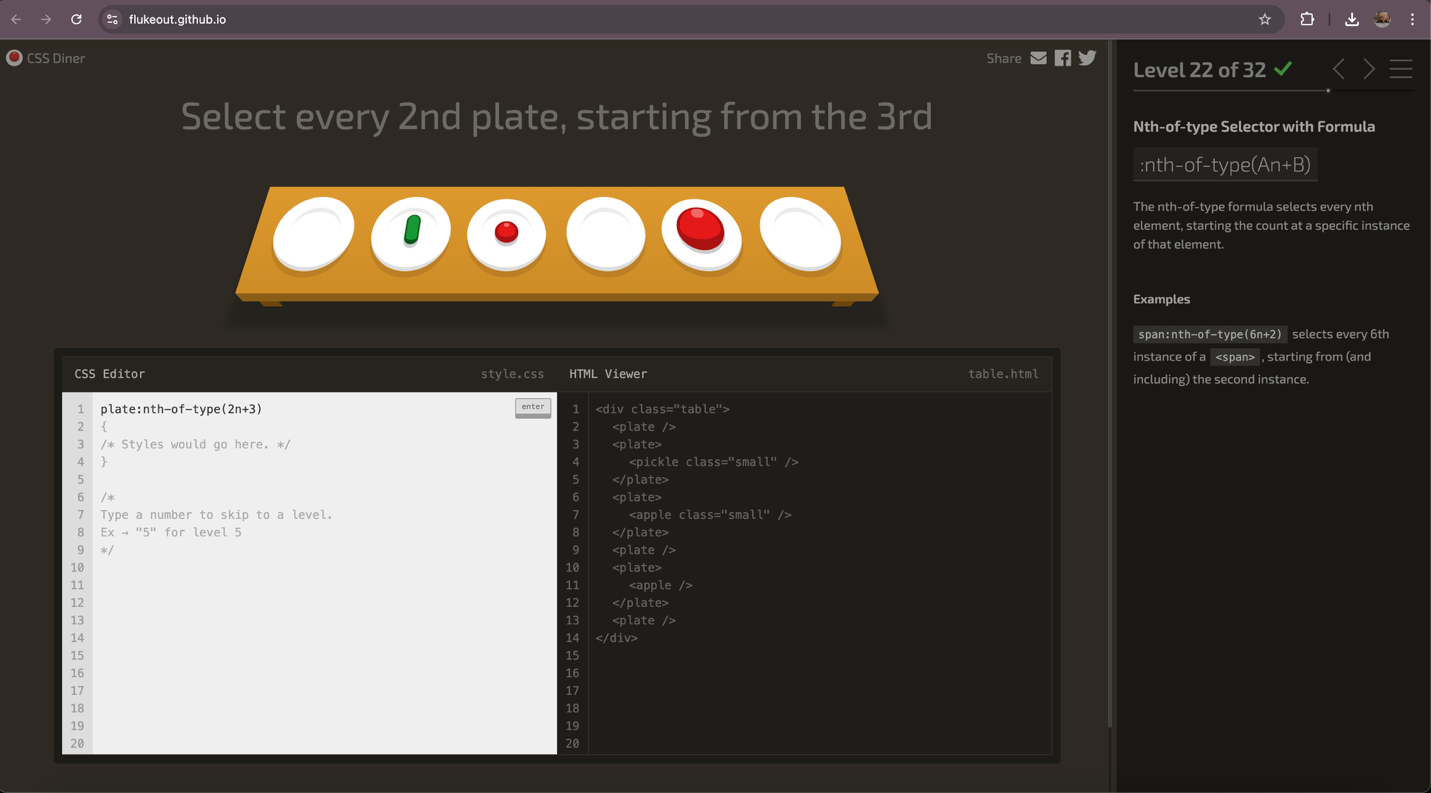 flukeout.github.io
CSS Diner
Share
Select every 2nd plate, starting from the 3rd
CSS Editor
style.css
1 plate:nth-of-type(2n+3)
enter
2 {
3 /* Styles would go here. */
4 }
5
6 /*
7 Type a number to skip to a level.
8 Ex → "5" for level 5
9 */
10
11
12
13
14
15
16
17
18
19
20
HTML Viewer
table.html
1 <div class="table">
2 <plate />
3 <plate>
4 <pickle class="small" />
5 </plate>
6 <plate>
7 <apple class="small" />
8 </plate>
9 <plate />
10 <plate>
11 <apple />
12 </plate>
13 <plate />
14 </div>
15
16
17
18
19
20
Level 22 of 32
Nth-of-type Selector with Formula
:nth-of-type(An+B)
The nth-of-type formula selects every nth
element, starting the count at a specific instance
of that element.
Examples
span:nth-of-type(6n+2) selects every 6th
instance of a <span>, starting from (and
including) the second instance.